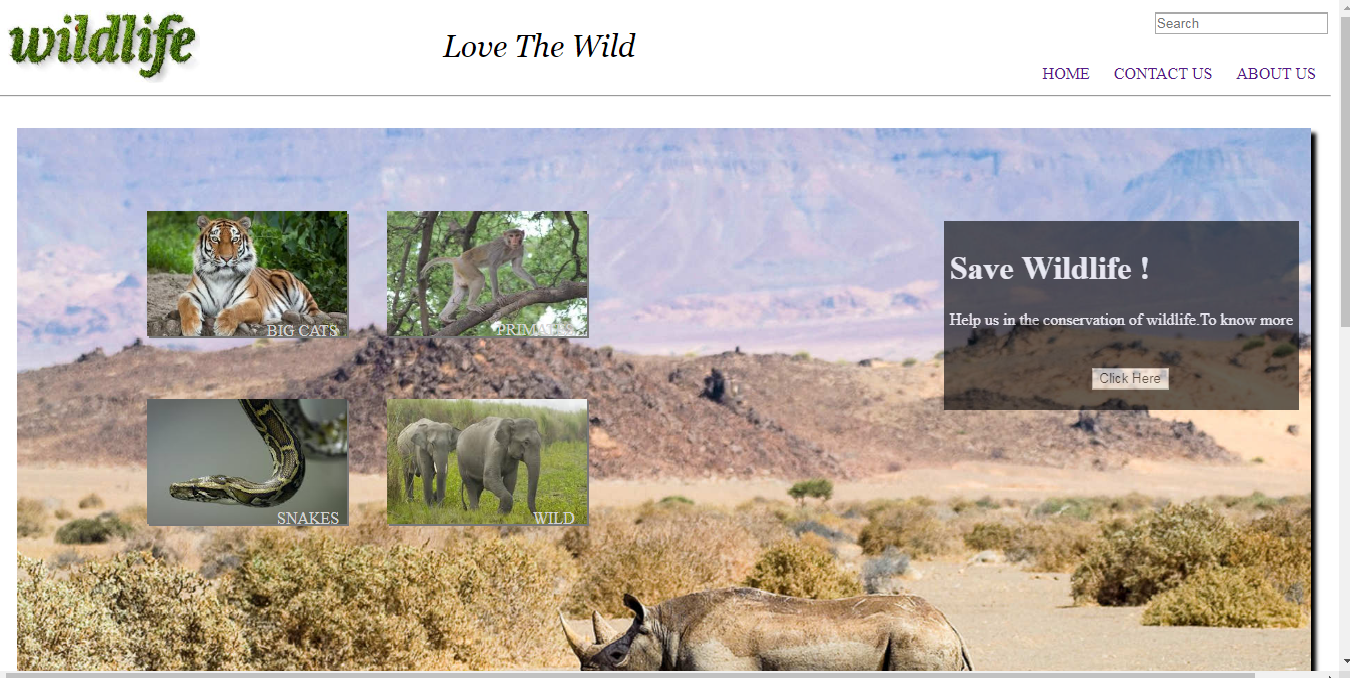 wildlife
Love The Wild
Search
HOME CONTACT US ABOUT US
BIG CATS
PRIMATES
Save Wildlife !
Help us in the conservation of wildlife.To know more
Click Here
SNAKES
WILD